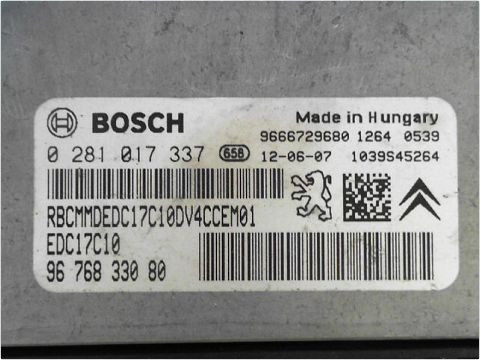 BOSCH
Made in Hungary
9666729680 1264 0539
0 281 017 337 658 12-06-07 1039S45264
RBCMMDEDC17C10DV4CCEM01
EDC17C10
96 768 330 80